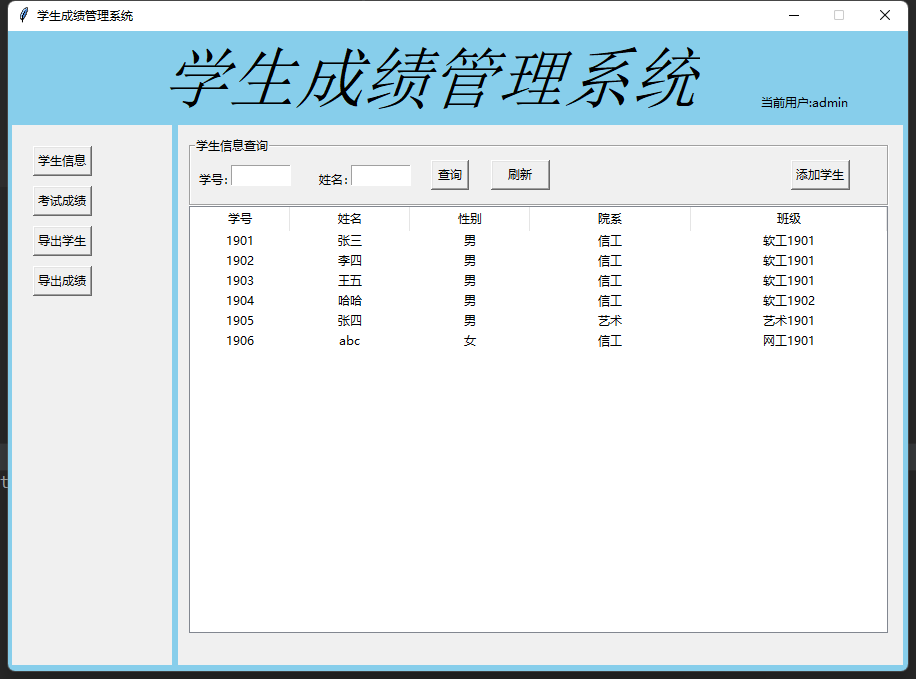 学生成绩管理系统
学生成绩管理系统
当前用户:admin
学生信息
考试成绩
导出学生
导出成绩
学生信息查询
学号: 姓名: 查询 刷新 添加学生
学号 姓名 性别 院系 班级
1901 张三 男 信工 软工1901
1902 李四 男 信工 软工1901
1903 王五 男 信工 软工1901
1904 哈哈 男 信工 软工1902
1905 张四 男 艺术 艺术1901
1906 abc 女 信工 网工1901
t